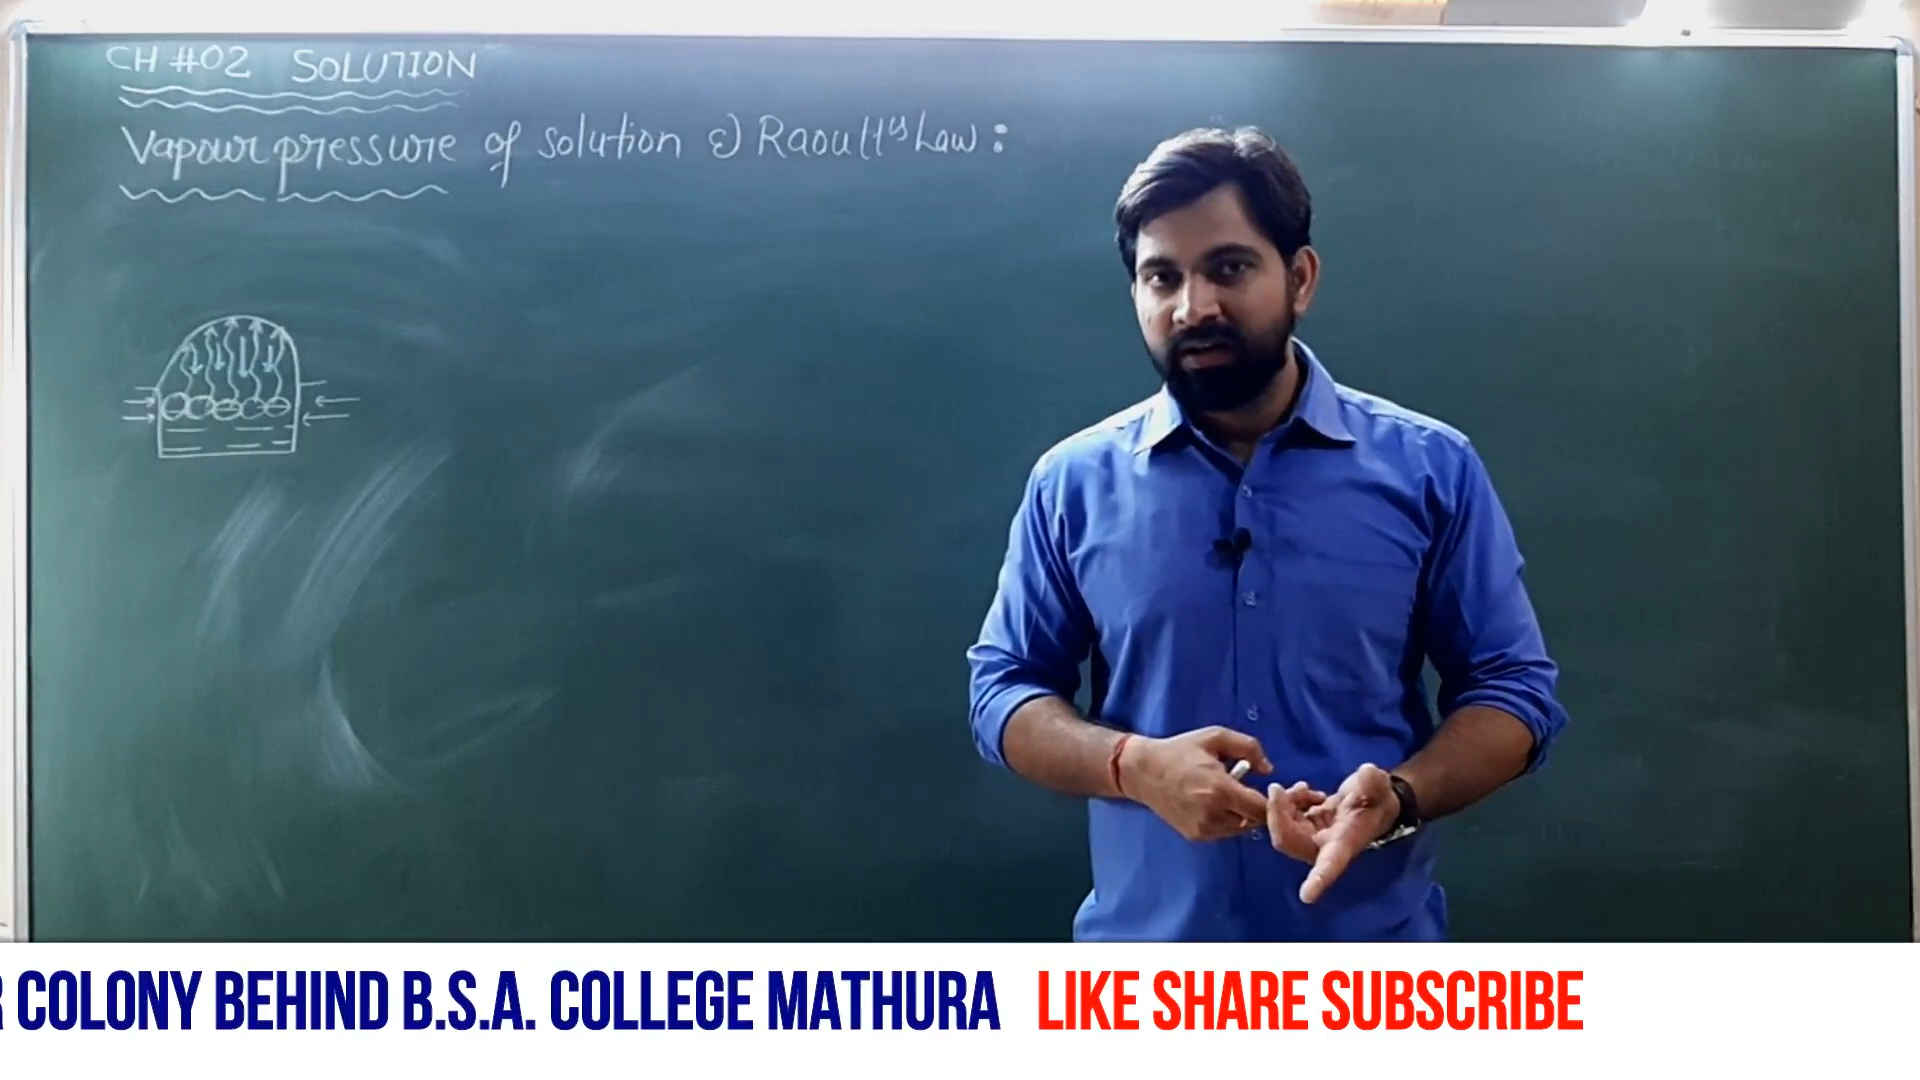 CH #02 SOLUTION
Vapour pressure of solution & Raoult's Law :
COLONY BEHIND B.S.A. COLLEGE MATHURA LIKE SHARE SUBSCRIBE